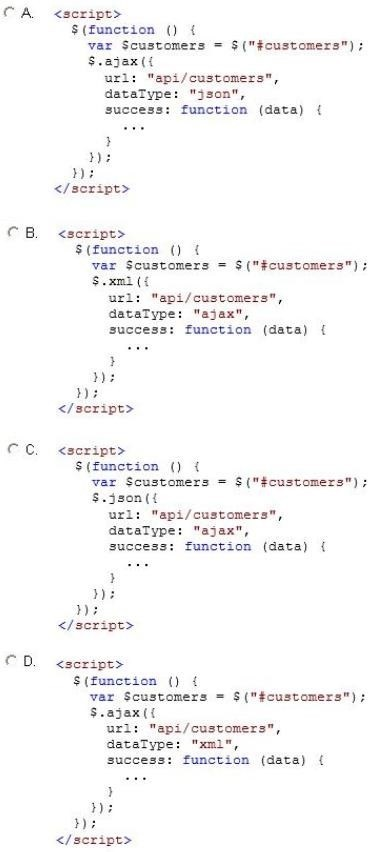 A. <script>
$(function () {
var $customers = $("#customers");
$.ajax({
url: "api/customers",
dataType: "json",
success: function (data) {
...
}
});
});
</script>
B. <script>
$(function () {
var $customers = $("#customers");
$.xml({
url: "api/customers",
dataType: "ajax",
success: function (data) {
...
}
});
});
</script>
C. <script>
$(function () {
var $customers = $("#customers");
$.json({
url: "api/customers",
dataType: "ajax",
success: function (data) {
...
}
});
});
</script>
D. <script>
$(function () {
var $customers = $("#customers");
$.ajax({
url: "api/customers",
dataType: "xml",
success: function (data) {
...
}
});
});
</script>